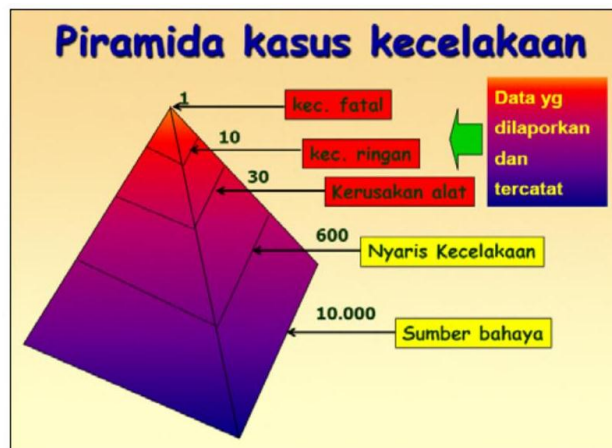 Piramida kasus kecelakaan
1
kec. fatal
10
kec. ringan
30
Kerusakan alat
600
Nyaris Kecelakaan
10.000
Sumber bahaya
Data yg
dilaporkan
dan
tercatat